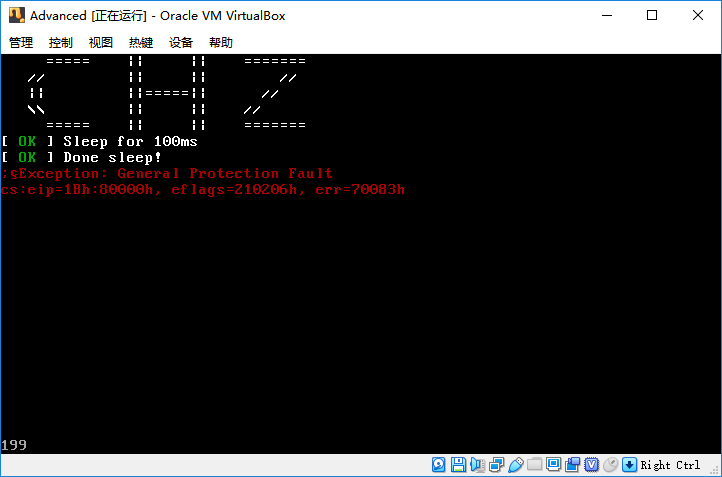 Advanced [正在运行] - Oracle VM VirtualBox
管理 控制 视图 热键 设备 帮助
===== || || =======
// || || //
|| ||=====|| //
\\ || || //
===== || || =======
[ OK ] Sleep for 100ms
[ OK ] Done sleep!
:çException: General Protection Fault
cs:eip=1Bh:80000h, eflags=210206h, err=70083h
199
Right Ctrl